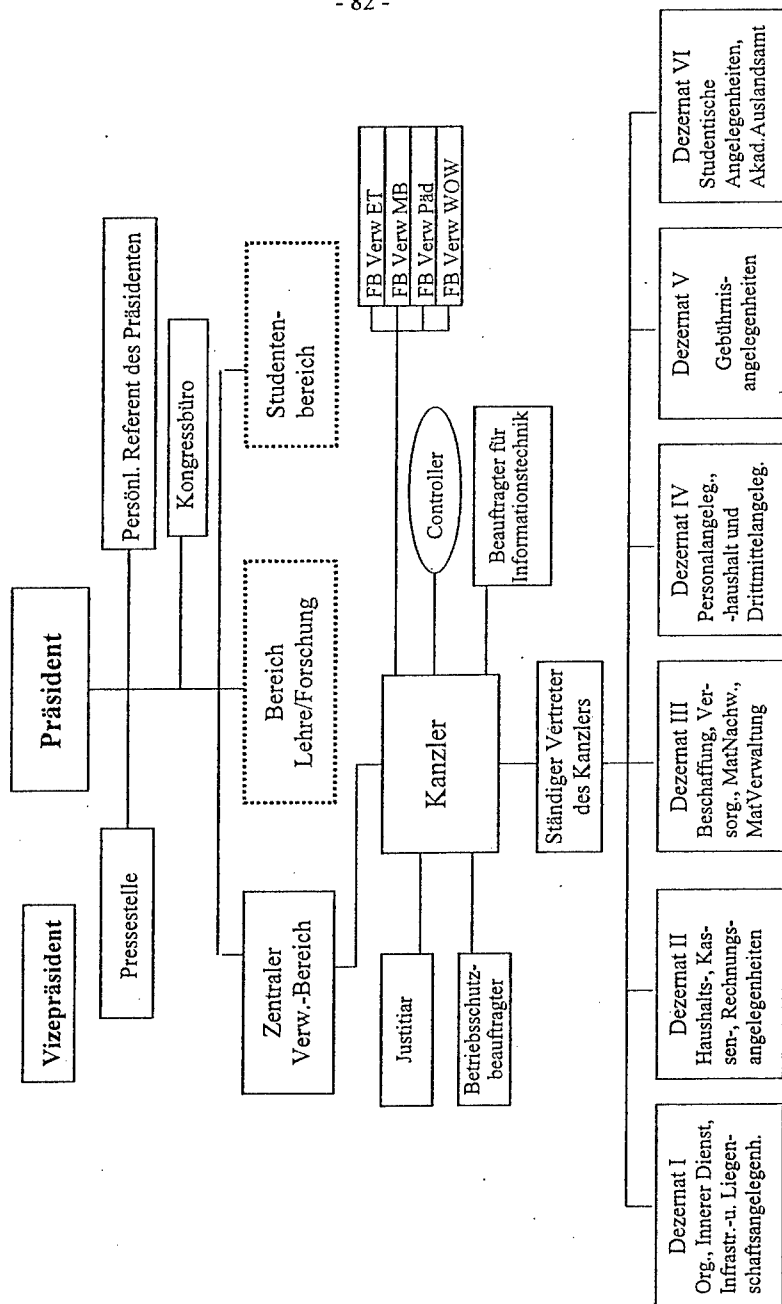 - 82 -
Vizepräsident
Präsident
Pressestelle
Persönl. Referent des Präsidenten
Kongressbüro
Zentraler
Verw.-Bereich
Bereich
Lehre/Forschung
Studenten-
bereich
Justitiar
Betriebsschutz-
beauftragter
Kanzler
Controller
Beauftragter für
Informationstechnik
FB Verw ET
FB Verw MB
FB Verw Päd
FB Verw WOW
Ständiger Vertreter
des Kanzlers
Dezernat I
Org., Innerer Dienst,
Infrastr.-u. Liegen-
schaftsangelegenh.
Dezernat II
Haushalts-, Kas-
sen-, Rechnungs-
angelegenheiten
Dezernat III
Beschaffung, Ver-
sorg., MatNachw.,
MatVerwaltung
Dezernat IV
Personalangeleg.,
-haushalt und
Drittmittelangeleg.
Dezernat V
Gebührnis-
angelegenheiten
Dezernat VI
Studentische
Angelegenheiten,
Akad.Auslandsamt